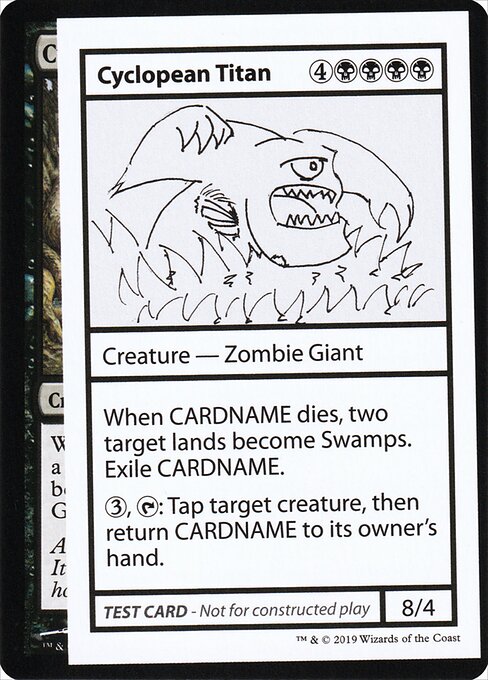 Cyclopean Titan 4
Creature — Zombie Giant
When CARDNAME dies, two
target lands become Swamps.
Exile CARDNAME.
3, : Tap target creature, then
return CARDNAME to its owner's
hand.
TEST CARD - Not for constructed play 8/4
™ & © 2019 Wizards of the Coast